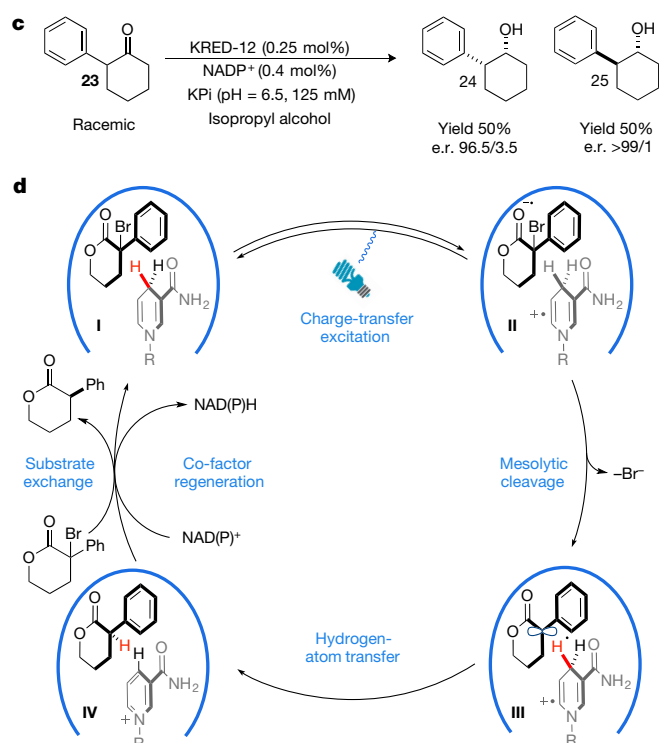 c
O
OH
OH
23
KRED-12 (0.25 mol%)
NADP⁺ (0.4 mol%)
KPi (pH = 6.5, 125 mM)
Isopropyl alcohol
24
25
Racemic
Yield 50%
e.r. 96.5/3.5
Yield 50%
e.r. >99/1
d
O
Br
O
H
H
O
NH₂
N
R
I
Charge-transfer
excitation
O⁻•
Br
O
H
H
O
NH₂
+•
N
R
II
O
Ph
O
NAD(P)H
Substrate
exchange
Co-factor
regeneration
Mesolytic
cleavage
–Br⁻
O
Br
Ph
O
NAD(P)⁺
O
O
H
H
O
NH₂
+
N
R
IV
Hydrogen-
atom transfer
O
O
H
H
O
NH₂
+•
N
R
III